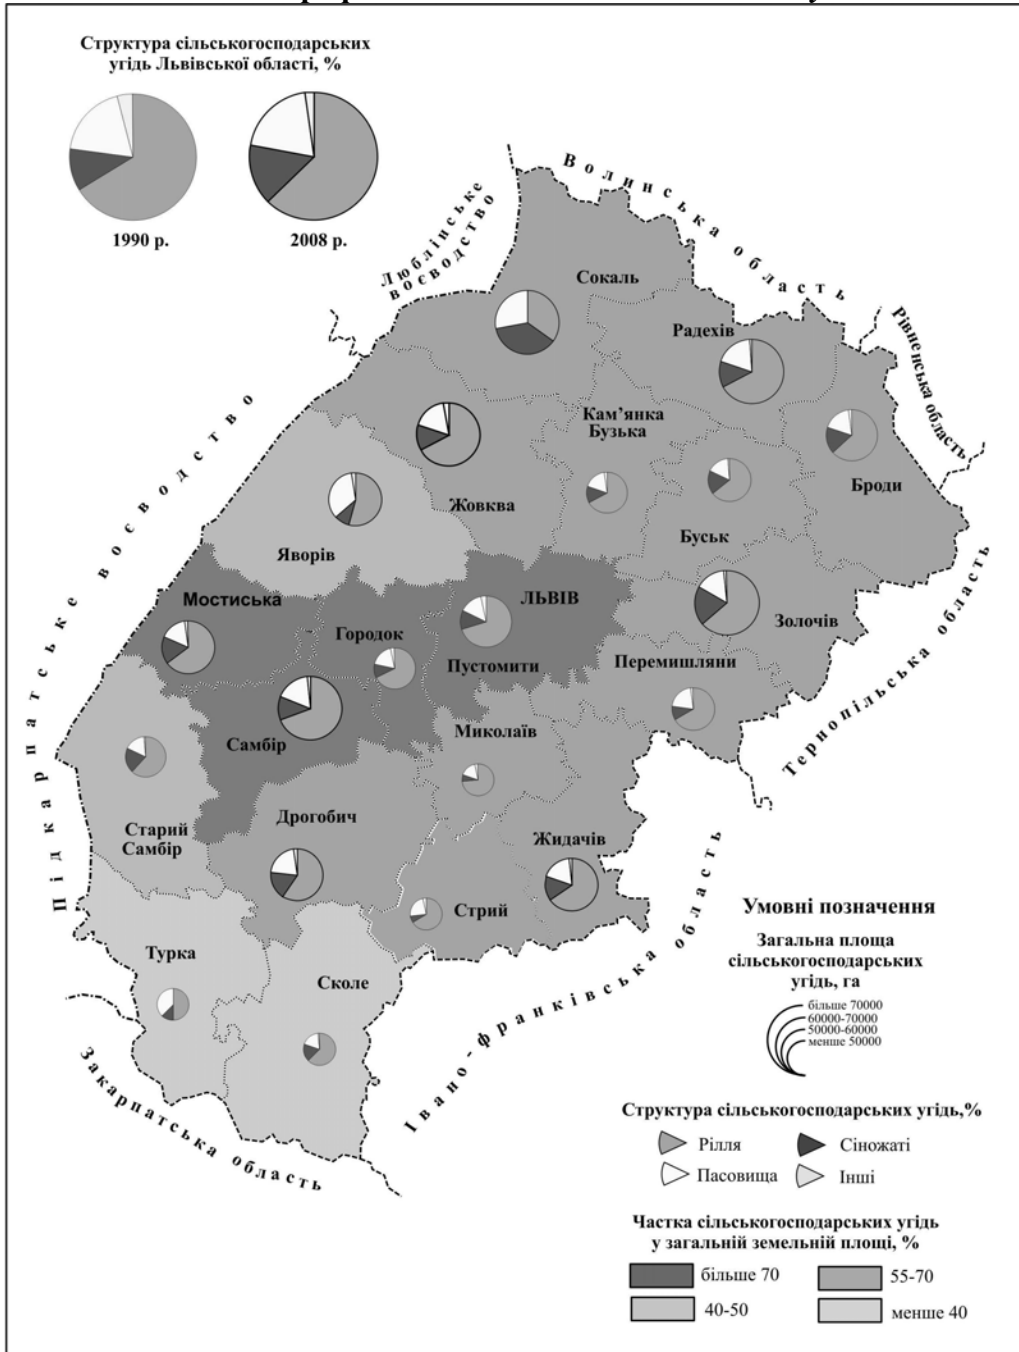 Структура сільськогосподарських
угідь Львівської області, %
1990 р.
2008 р.
Волинська область
Люблінське
воєводство
Рівненська область
Підкарпатське воєводство
Сокаль
Радехів
Кам’янка
Бузька
Броди
Жовква
Буськ
Яворів
Мостиська
ЛЬВІВ
Городок
Золочів
Пустомити
Перемишляни
Тернопільська область
Самбір
Миколаїв
Дрогобич
Старий
Самбір
Жидачів
Стрий
Турка
Сколе
Івано-франківська область
Закарпатська область
Умовні позначення
Загальна площа
сільськогосподарських
угідь, га
більше 70000
60000-70000
50000-60000
менше 50000
Структура сільськогосподарських угідь,%
Рілля
Сіножаті
Пасовища
Інші
Частка сільськогосподарських угідь
у загальній земельній площі, %
більше 70
55-70
40-50
менше 40